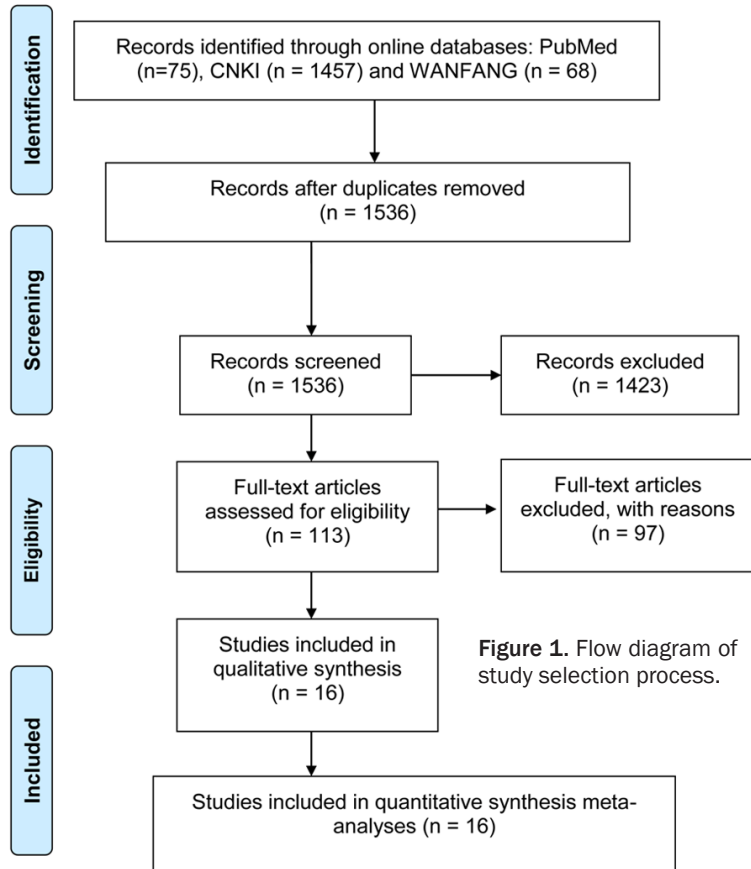 Identification
Records identified through online databases: PubMed
(n=75), CNKI (n = 1457) and WANFANG (n = 68)
Records after duplicates removed
(n = 1536)
Screening
Records screened
(n = 1536)
Records excluded
(n = 1423)
Eligibility
Full-text articles
assessed for eligibility
(n = 113)
Full-text articles
excluded, with reasons
(n = 97)
Studies included in
qualitative synthesis
(n = 16)
Figure 1. Flow diagram of
study selection process.
Included
Studies included in quantitative synthesis meta-
analyses (n = 16)